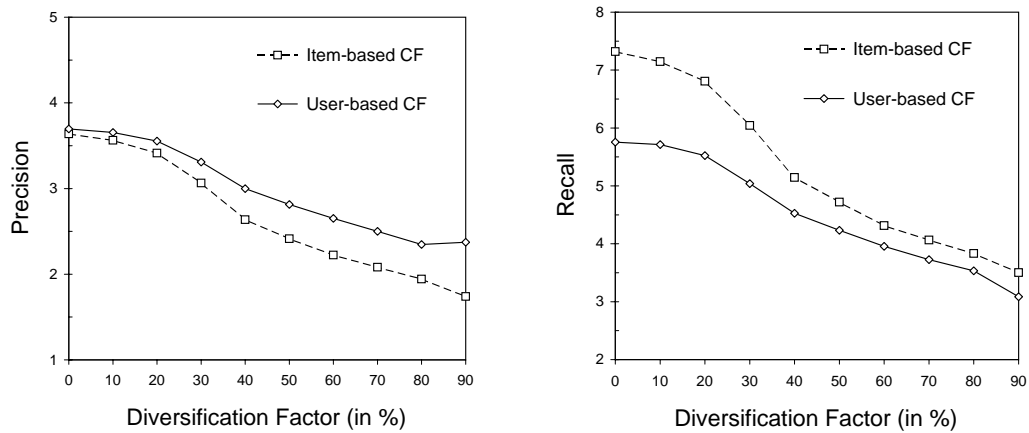 5
4
3
2
1
Precision
Item-based CF
User-based CF
0 10 20 30 40 50 60 70 80 90
Diversification Factor (in %)
8
7
6
5
4
3
2
Recall
Item-based CF
User-based CF
0 10 20 30 40 50 60 70 80 90
Diversification Factor (in %)